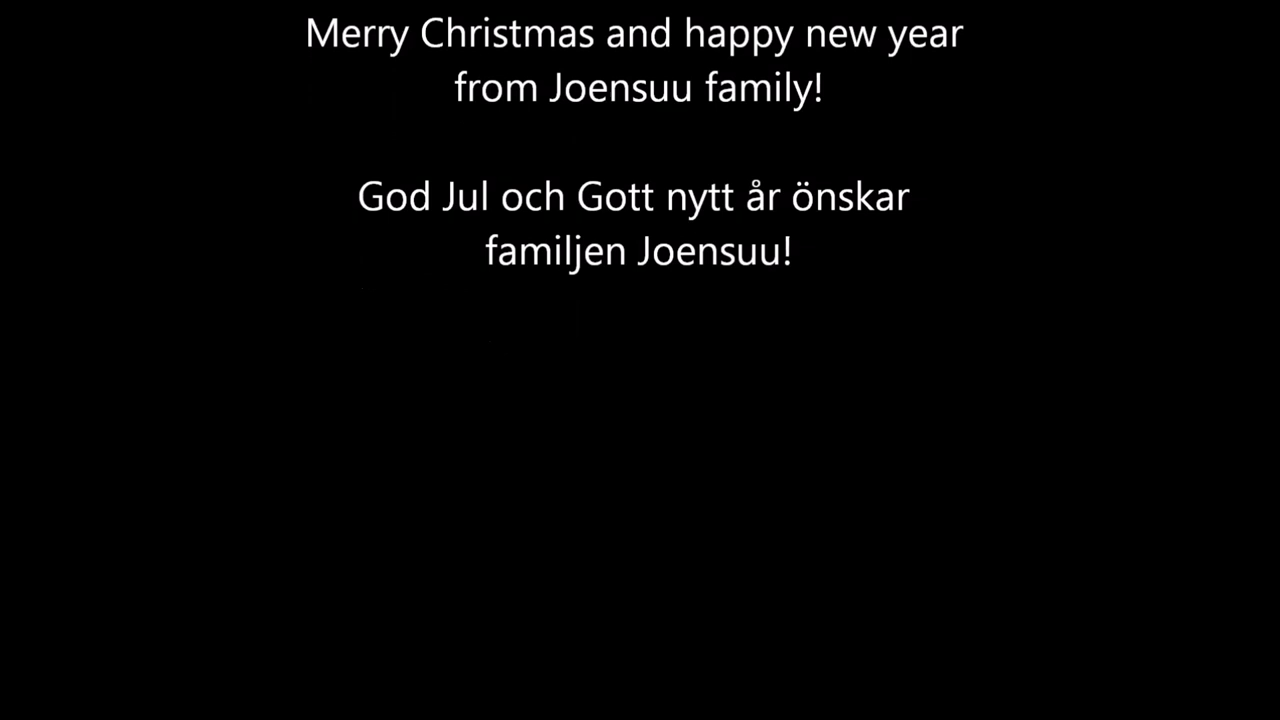 Merry Christmas and happy new year
from Joensuu family!
God Jul och Gott nytt år önskar
familjen Joensuu!